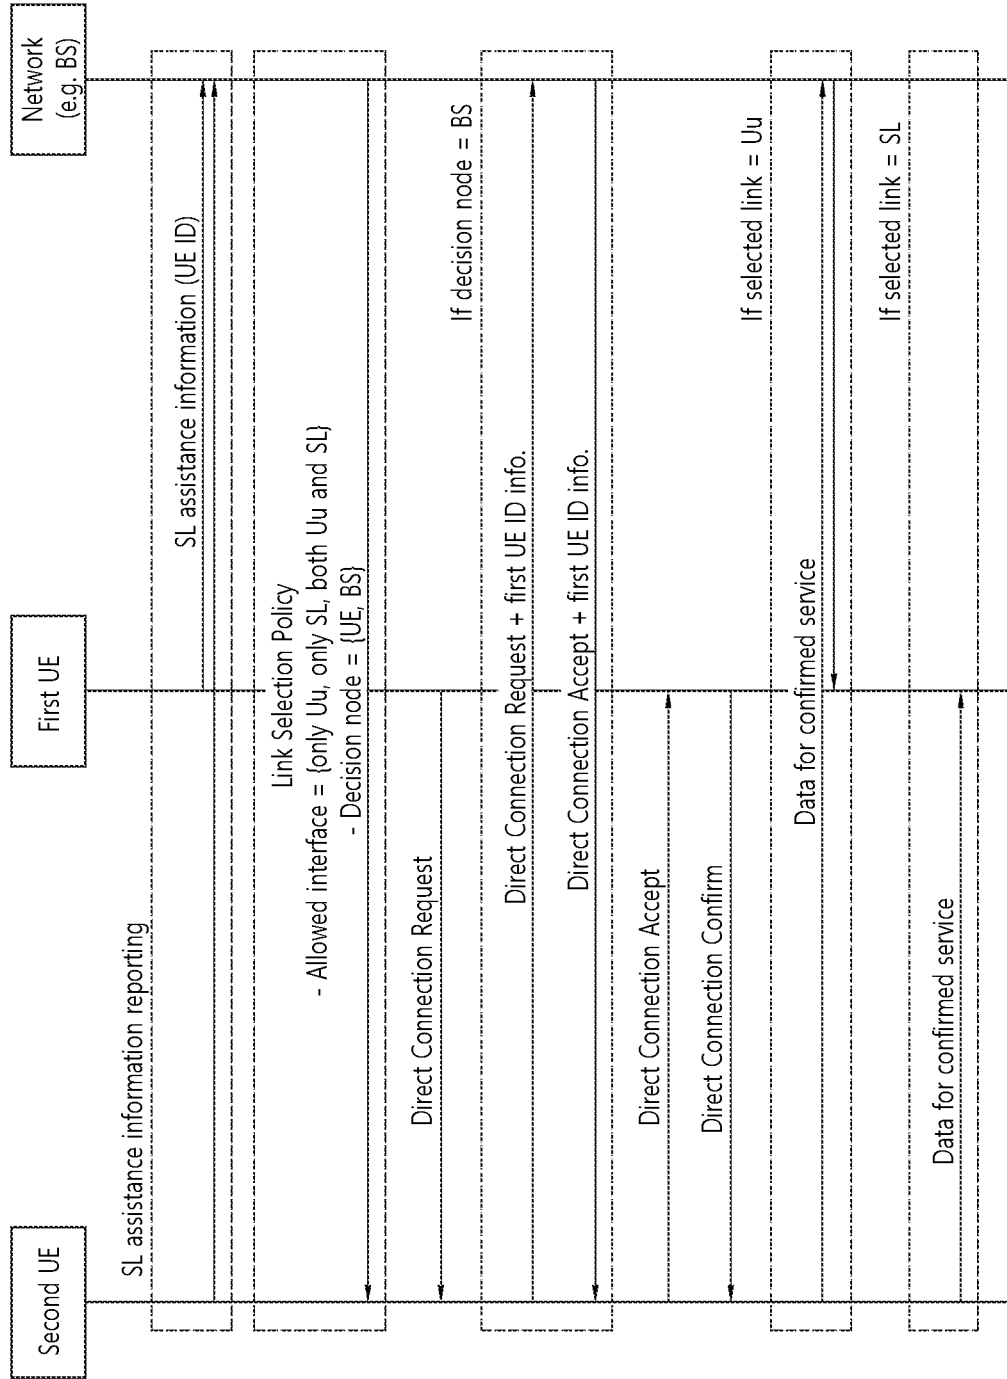 Second UE
First UE
Network
(e.g. BS)
SL assistance information reporting
SL assistance information (UE ID)
Link Selection Policy
- Allowed interface = {only Uu, only SL, both Uu and SL}
- Decision node = {UE, BS}
Direct Connection Request
If decision node = BS
Direct Connection Request + first UE ID info.
Direct Connection Accept + first UE ID info.
Direct Connection Accept
Direct Connection Confirm
If selected link = Uu
Data for confirmed service
If selected link = SL
Data for confirmed service